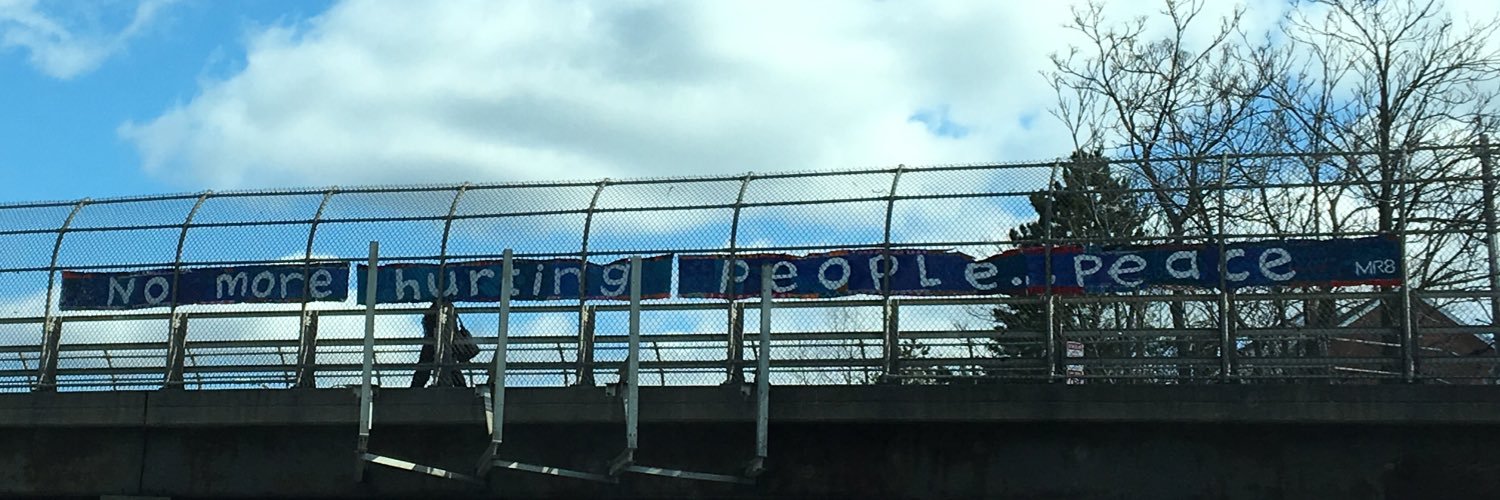 No more hurting people. peace MR8